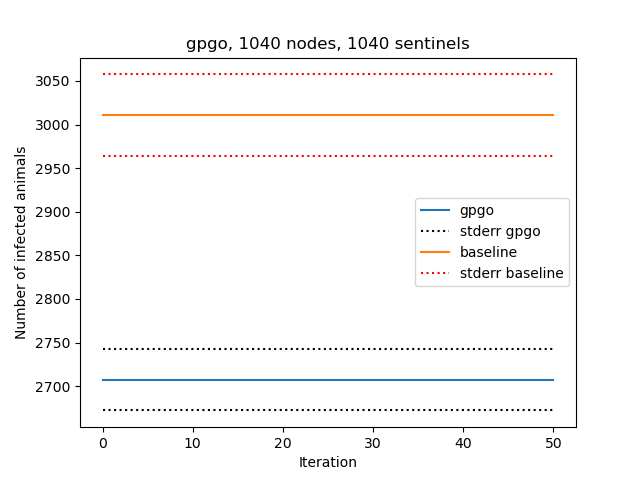 gpgo, 1040 nodes, 1040 sentinels
Number of infected animals
3050
3000
2950
2900
2850
2800
2750
2700
gpgo
stderr gpgo
baseline
stderr baseline
0 10 20 30 40 50
Iteration